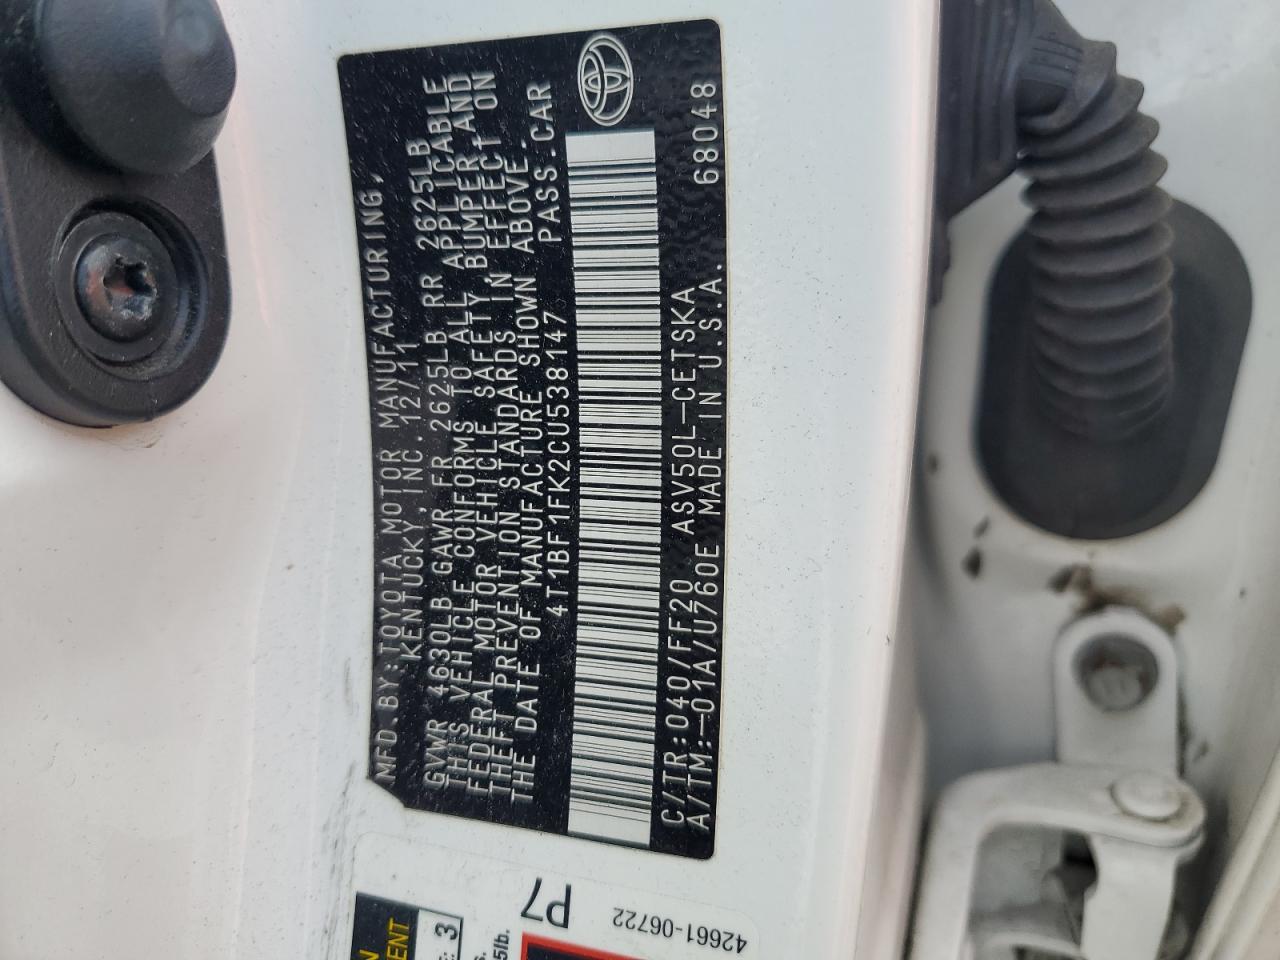 MFD. BY: TOYOTA MOTOR MANUFACTURING,
KENTUCKY, INC. 12/11
GVWR 4630LB GAWR FR 2625LB RR 2625LB
THIS VEHICLE CONFORMS TO ALL APPLICABLE
FEDERAL MOTOR VEHICLE SAFETY, BUMPER, AND
THEFT PREVENTION STANDARDS IN EFFECT ON
THE DATE OF MANUFACTURE SHOWN ABOVE.
4T1BF1FK2CU538147 PASS. CAR
C/TR: 040/FF20 ASV50L-CETSKA
A/TM: -01A/U760E MADE IN U.S.A. 68048
P7
42661-06722
3
5lb.